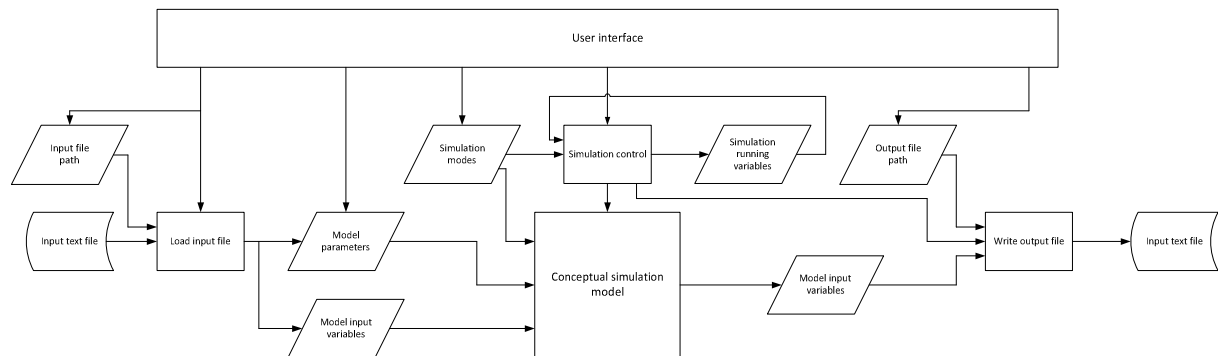 User interface
Input file
path
Simulation
modes
Simulation control
Simulation
running
variables
Output file
path
Input text file
Load input file
Model
parameters
Conceptual simulation
model
Model input
variables
Write output file
Input text file
Model input
variables